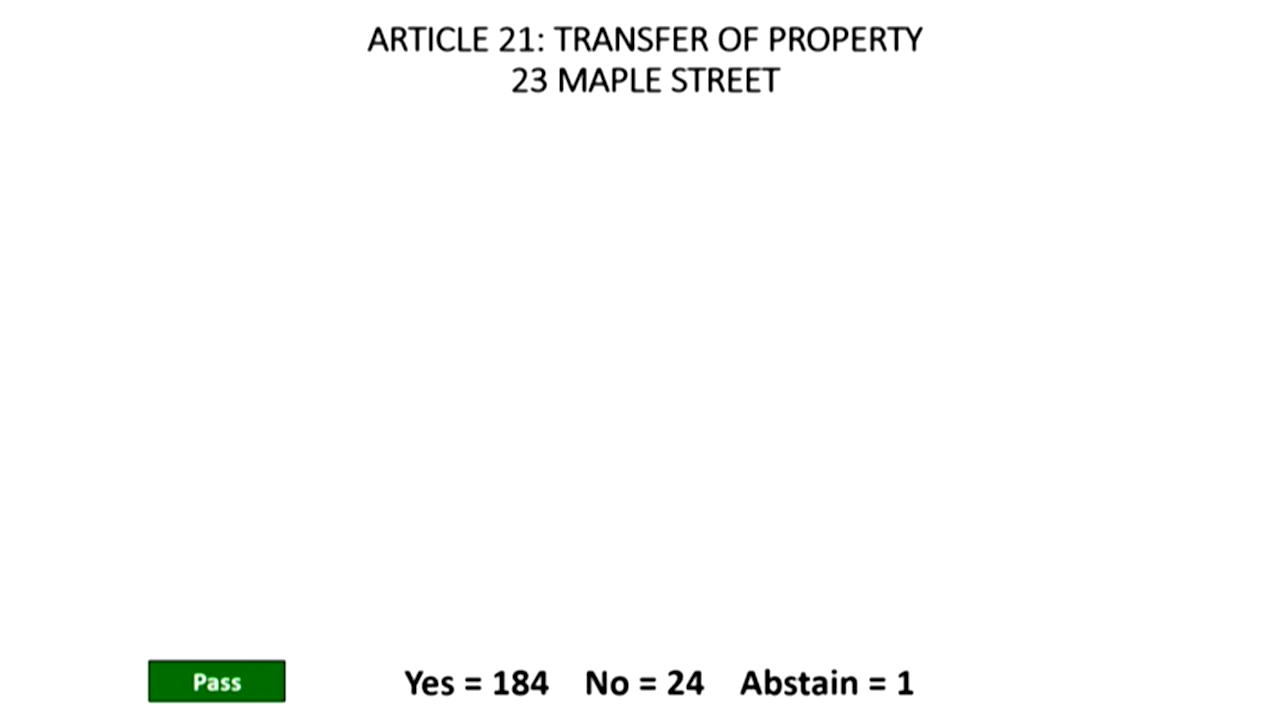 ARTICLE 21: TRANSFER OF PROPERTY
23 MAPLE STREET
Pass
Yes = 184 No = 24 Abstain = 1